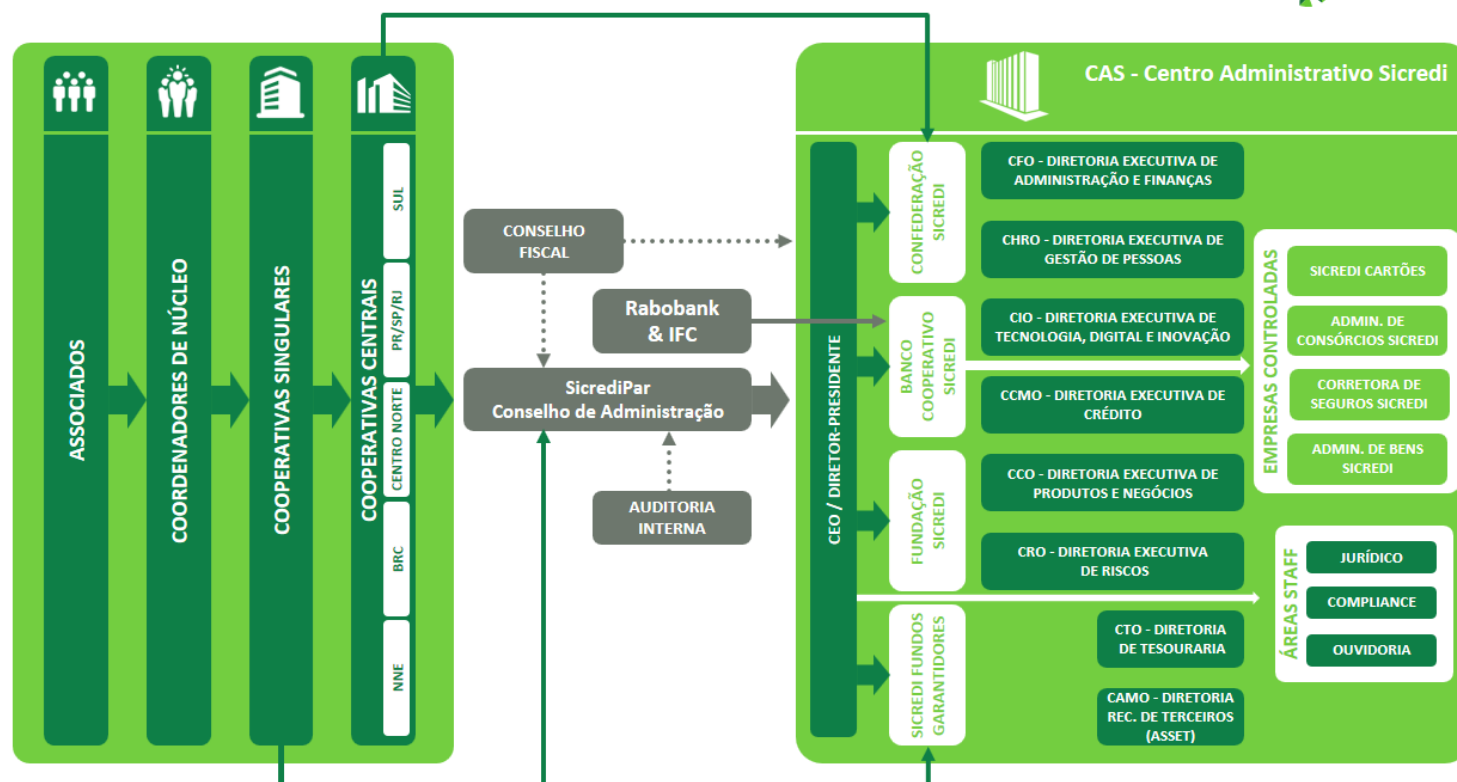 CAS - Centro Administrativo Sicredi
ASSOCIADOS
COORDENADORES DE NÚCLEO
COOPERATIVAS SINGULARES
COOPERATIVAS CENTRAIS
SUL
PR/SP/RJ
CENTRO NORTE
BRC
NNE
CONSELHO
FISCAL
Rabobank
& IFC
SicrediPar
Conselho de Administração
AUDITORIA
INTERNA
CEO / DIRETOR-PRESIDENTE
CONFEDERAÇÃO
SICREDI
BANCO
COOPERATIVO
SICREDI
FUNDAÇÃO
SICREDI
SICREDI FUNDOS
GARANTIDORES
CFO - DIRETORIA EXECUTIVA DE
ADMINISTRAÇÃO E FINANÇAS
CHRO - DIRETORIA EXECUTIVA DE
GESTÃO DE PESSOAS
CIO - DIRETORIA EXECUTIVA DE
TECNOLOGIA, DIGITAL E INOVAÇÃO
CCMO - DIRETORIA EXECUTIVA DE
CRÉDITO
CCO - DIRETORIA EXECUTIVA DE
PRODUTOS E NEGÓCIOS
CRO - DIRETORIA EXECUTIVA
DE RISCOS
CTO - DIRETORIA
DE TESOURARIA
CAMO - DIRETORIA
REC. DE TERCEIROS
(ASSET)
EMPRESAS CONTROLADAS
SICREDI CARTÕES
ADMIN. DE
CONSÓRCIOS SICREDI
CORRETORA DE
SEGUROS SICREDI
ADMIN. DE BENS
SICREDI
ÁREAS STAFF
JURÍDICO
COMPLIANCE
OUVIDORIA